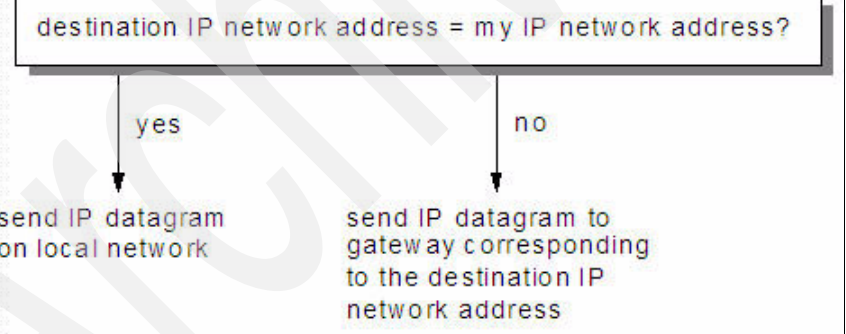 destination IP network address = my IP network address?
yes
no
send IP datagram
on local network
send IP datagram to
gateway corresponding
to the destination IP
network address